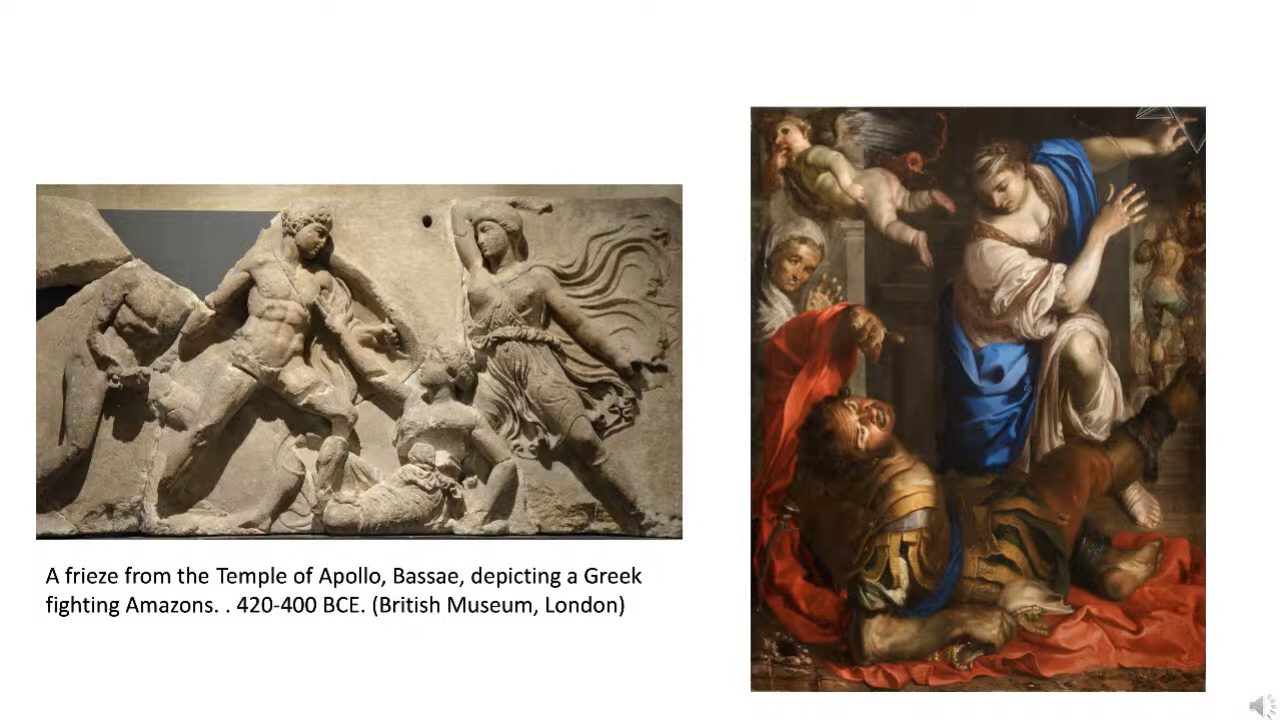 A frieze from the Temple of Apollo, Bassae, depicting a Greek
fighting Amazons. . 420-400 BCE. (British Museum, London)